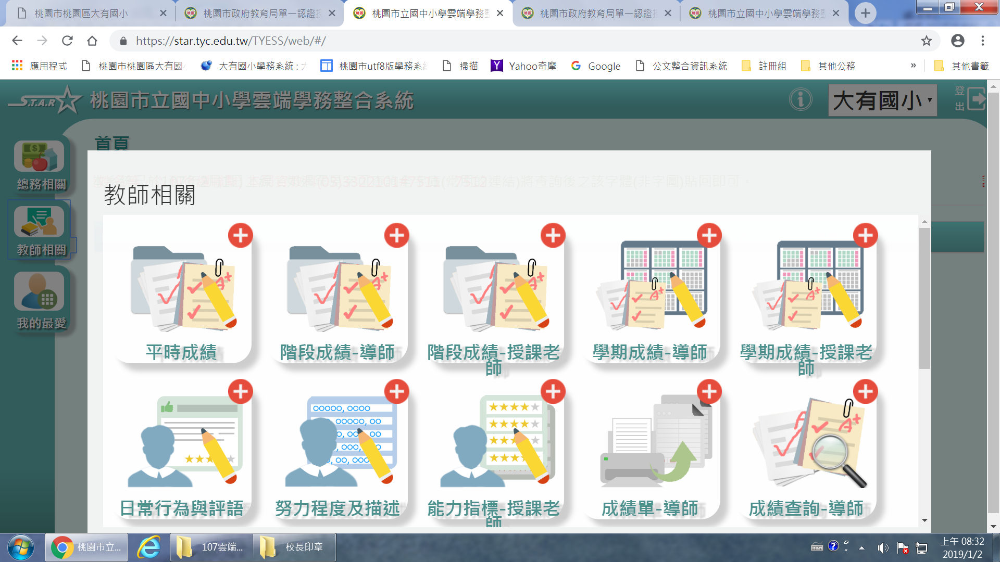 桃園市桃園區大有國小
桃園市政府教育局單一認證授
桃園市立國中小學雲端學務整
桃園市政府教育局單一認證授
桃園市立國中小學雲端學務整
https://star.tyc.edu.tw/TYESS/web/#/
應用程式
桃園市桃園區大有國
大有國小學務系統 : 大
桃園市utf8版學務系統
掃描
Yahoo奇摩
Google
公文整合資訊系統
註冊組
其他公務
»
其他書籤
S.T.A.R
桃園市立國中小學雲端學務整合系統
大有國小
登出
首頁
總務相關
教師相關
我的最愛
教師相關
平時成績
階段成績-導師
階段成績-授課老
師
學期成績-導師
學期成績-授課老
師
日常行為與評語
努力程度及描述
能力指標-授課老
師
成績單-導師
成績查詢-導師
桃園市立...
107雲端...
校長印章
上午 08:32
2019/1/2